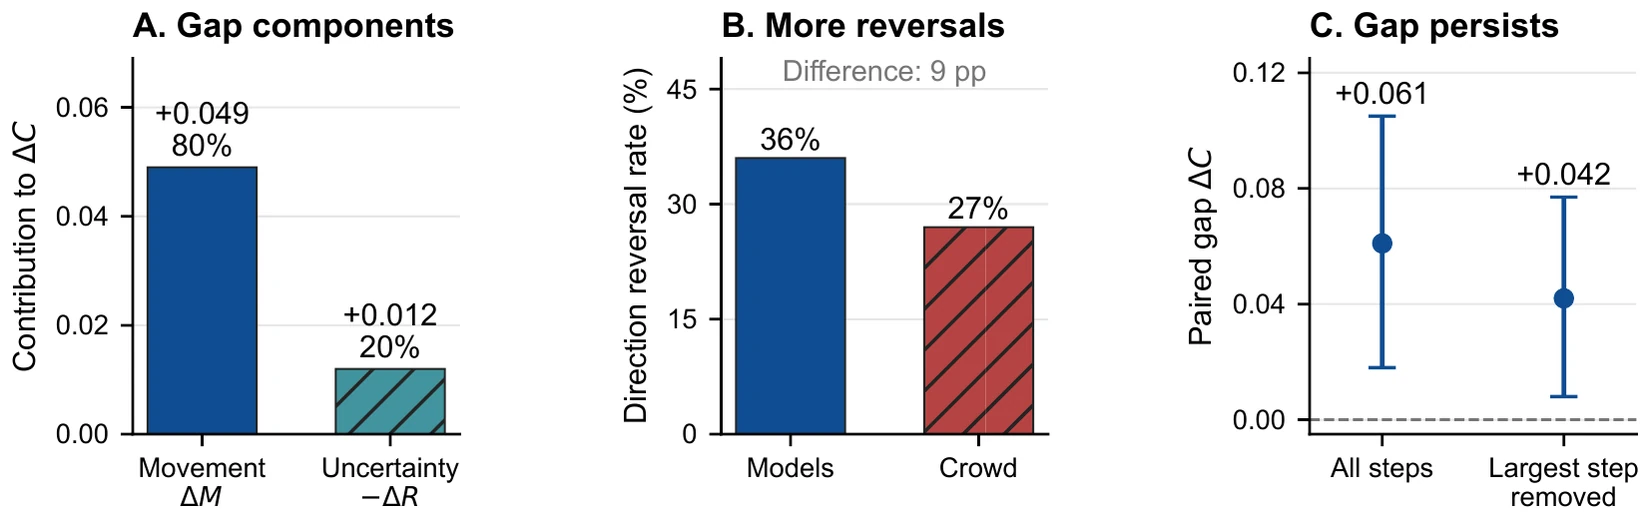 A. Gap components
Contribution to ΔC
0.06
0.04
0.02
0.00
+0.049
80%
+0.012
20%
Movement
ΔM
Uncertainty
−ΔR
B. More reversals
Difference: 9 pp
Direction reversal rate (%)
45
30
15
0
36%
27%
Models
Crowd
C. Gap persists
Paired gap ΔC
0.12
0.08
0.04
0.00
+0.061
+0.042
All steps
Largest step
removed